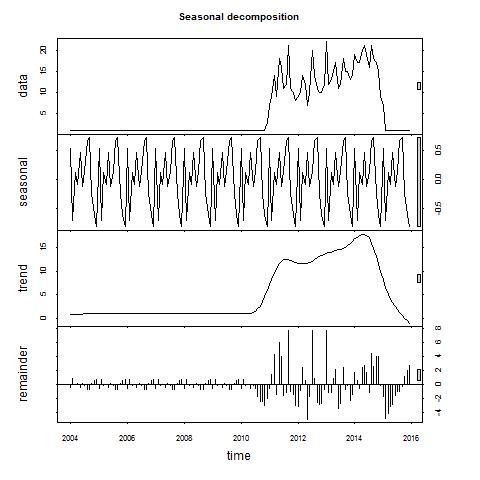 Seasonal decomposition
data
5 10 15 20
seasonal
-0.5 0.0 0.5
trend
0 5 10 15
remainder
-4 -2 0 2 4 6 8
2004 2006 2008 2010 2012 2014 2016
time